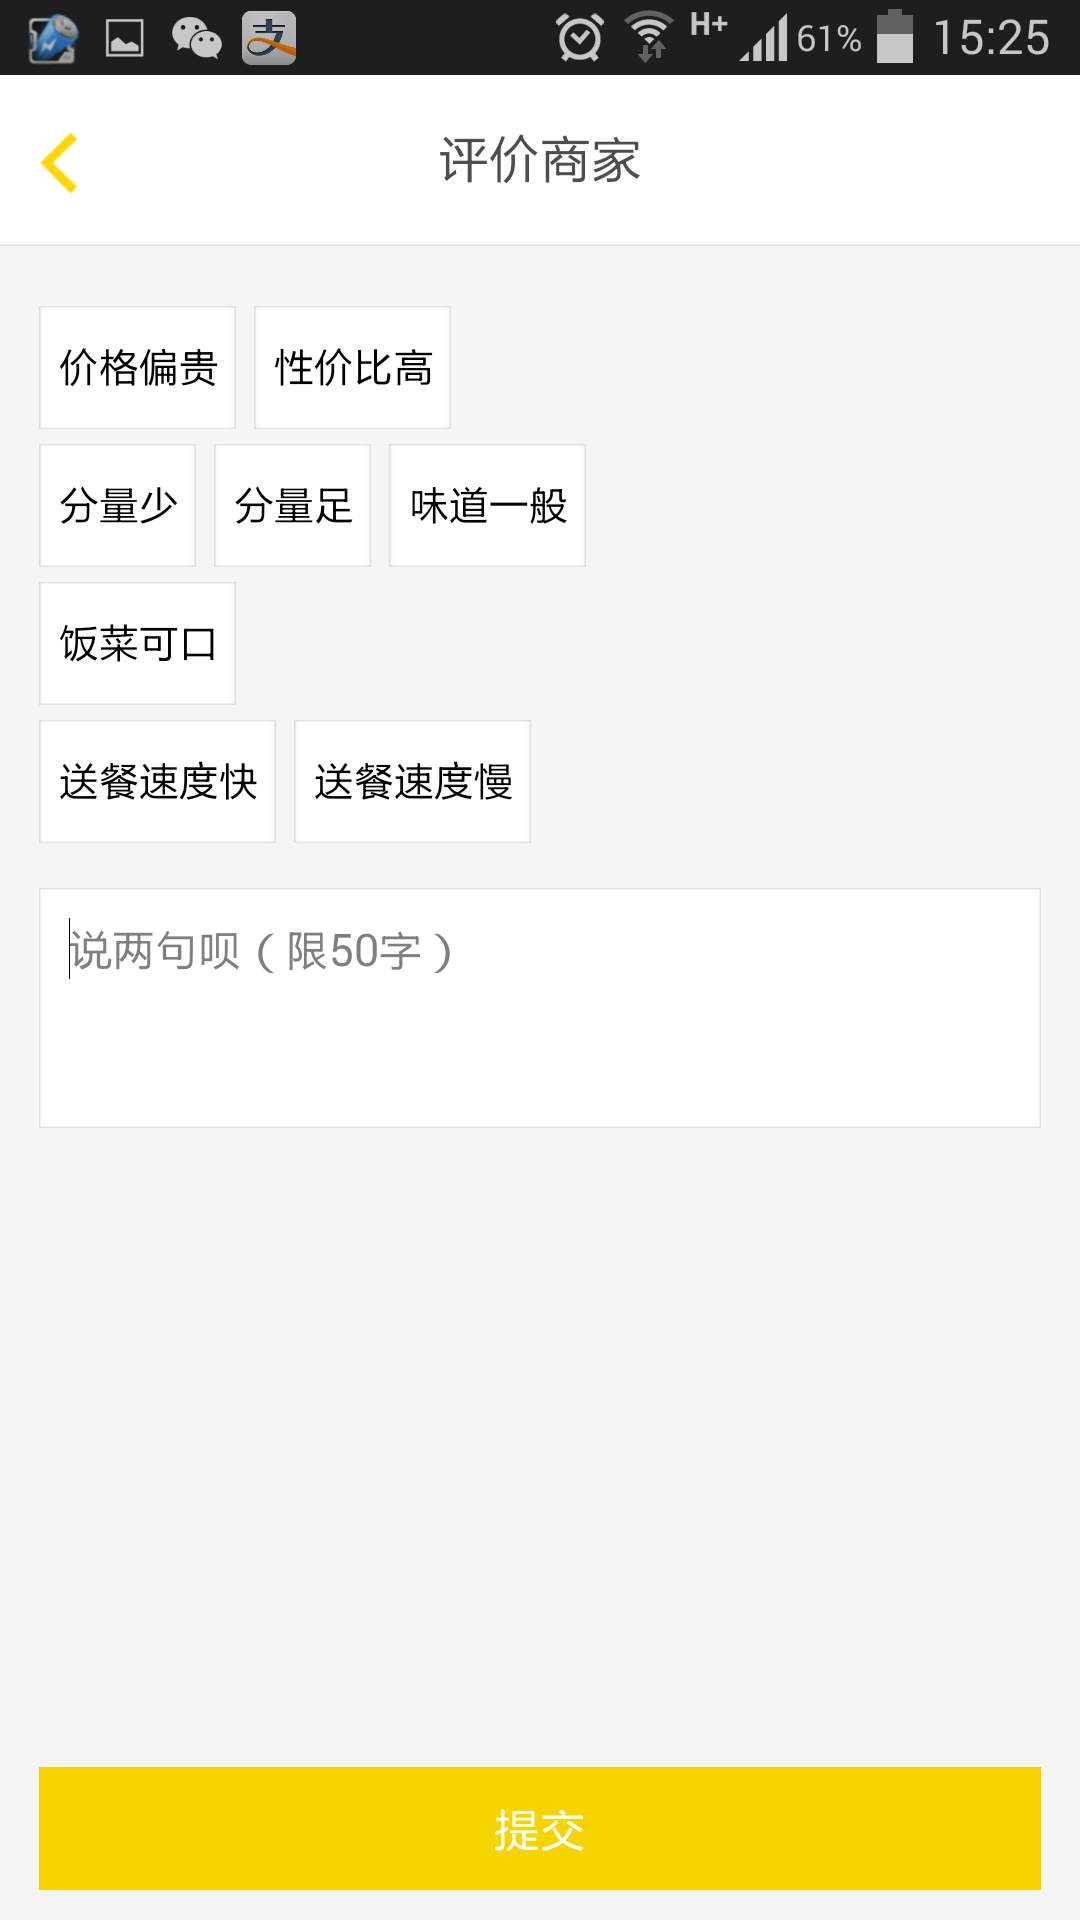 H+ 61% 15:25
评价商家
价格偏贵 性价比高
分量少 分量足 味道一般
饭菜可口
送餐速度快 送餐速度慢
说两句呗（限50字）
提交